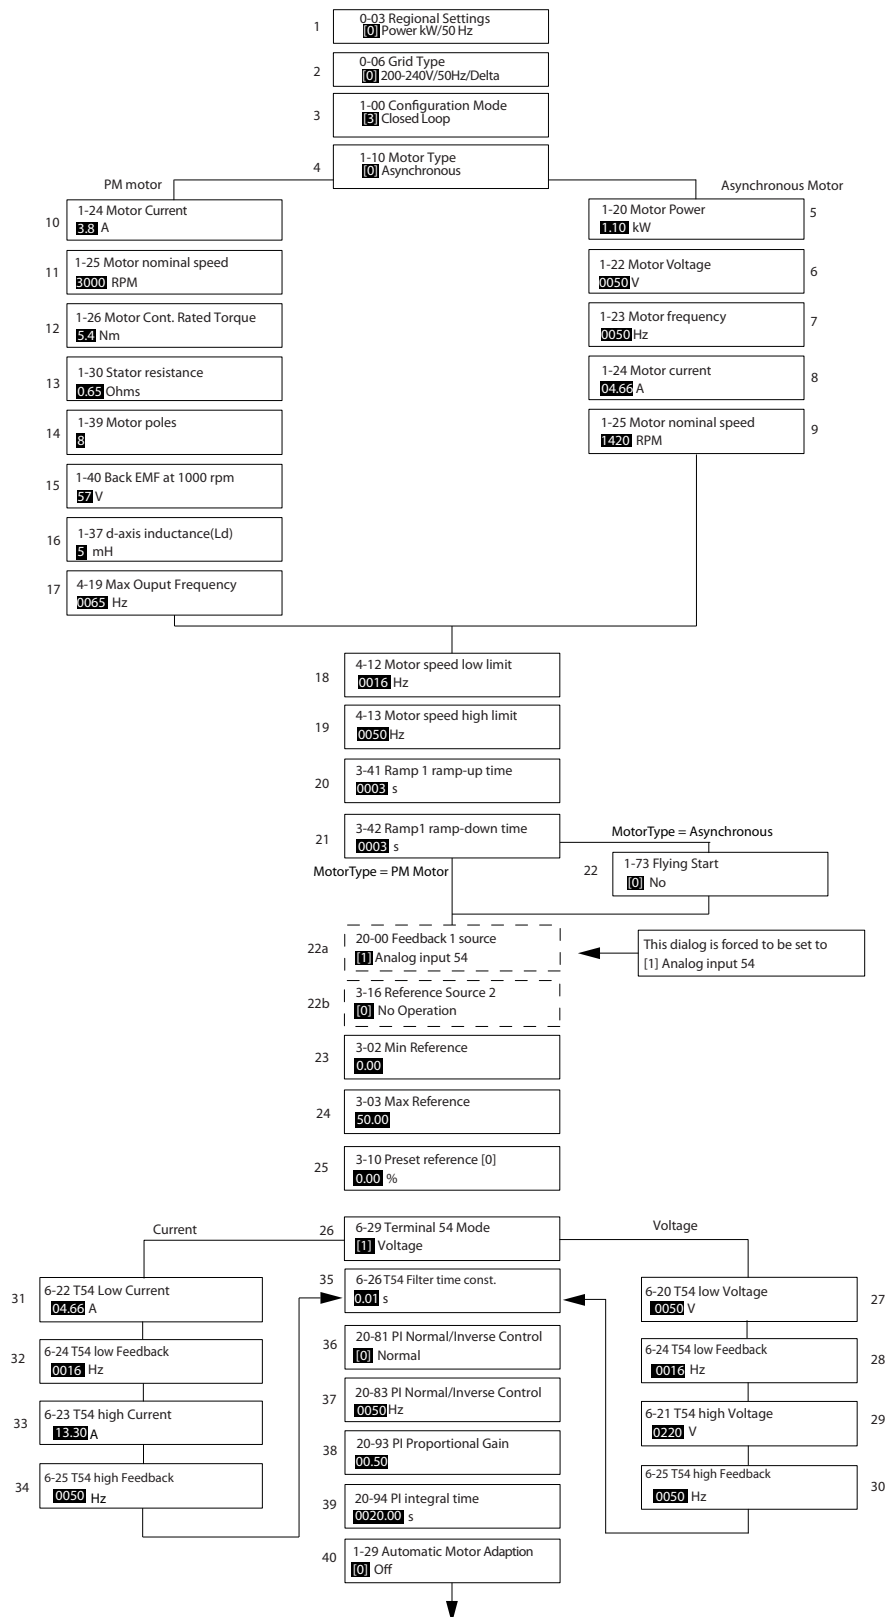 1
0-03 Regional Settings
[0] Power kW/50 Hz
2
0-06 Grid Type
[0] 200-240V/50Hz/Delta
3
1-00 Configuration Mode
[3] Closed Loop
4
1-10 Motor Type
[0] Asynchronous
PM motor
Asynchronous Motor
10
1-24 Motor Current
3.8 A
11
1-25 Motor nominal speed
3000 RPM
12
1-26 Motor Cont. Rated Torque
5.4 Nm
13
1-30 Stator resistance
0.65 Ohms
14
1-39 Motor poles
8
15
1-40 Back EMF at 1000 rpm
57 V
16
1-37 d-axis inductance(Ld)
5 mH
17
4-19 Max Ouput Frequency
0065 Hz
1-20 Motor Power
1.10 kW
5
1-22 Motor Voltage
0050 V
6
1-23 Motor frequency
0050 Hz
7
1-24 Motor current
04.66 A
8
1-25 Motor nominal speed
1420 RPM
9
18
4-12 Motor speed low limit
0016 Hz
19
4-13 Motor speed high limit
0050 Hz
20
3-41 Ramp 1 ramp-up time
0003 s
21
3-42 Ramp1 ramp-down time
0003 s
MotorType = Asynchronous
22
1-73 Flying Start
[0] No
MotorType = PM Motor
22a
20-00 Feedback 1 source
[1] Analog input 54
This dialog is forced to be set to
[1] Analog input 54
22b
3-16 Reference Source 2
[0] No Operation
23
3-02 Min Reference
0.00
24
3-03 Max Reference
50.00
25
3-10 Preset reference [0]
0.00 %
26
6-29 Terminal 54 Mode
[1] Voltage
Current
Voltage
31
6-22 T54 Low Current
04.66 A
32
6-24 T54 low Feedback
0016 Hz
33
6-23 T54 high Current
13.30 A
34
6-25 T54 high Feedback
0050 Hz
35
6-26 T54 Filter time const.
0.01 s
36
20-81 PI Normal/Inverse Control
[0] Normal
37
20-83 PI Normal/Inverse Control
0050 Hz
38
20-93 PI Proportional Gain
00.50
39
20-94 PI integral time
0020.00 s
40
1-29 Automatic Motor Adaption
[0] Off
6-20 T54 low Voltage
0050 V
27
6-24 T54 low Feedback
0016 Hz
28
6-21 T54 high Voltage
0220 V
29
6-25 T54 high Feedback
0050 Hz
30